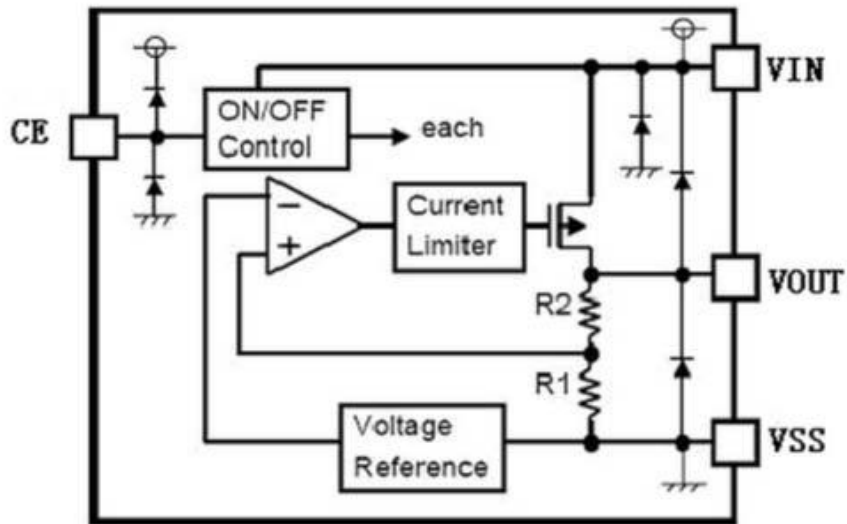 VIN
CE
ON/OFF
Control
each
−
+
Current
Limiter
VOUT
R2
R1
Voltage
Reference
VSS